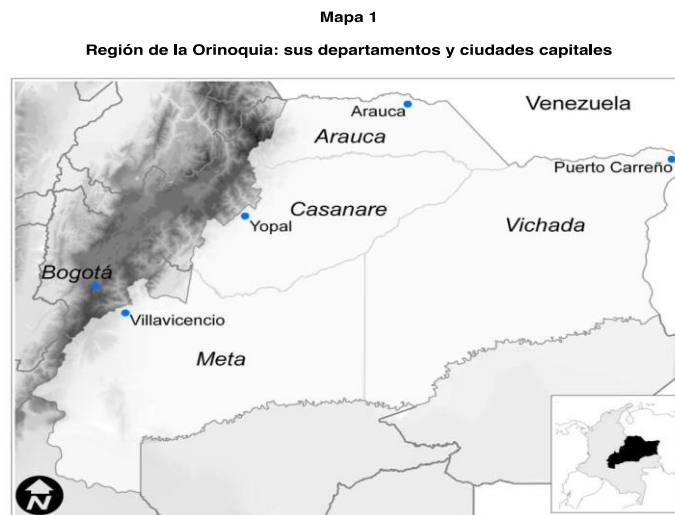 Mapa 1
Región de la Orinoquia: sus departamentos y ciudades capitales
Arauca
Venezuela
Arauca
Puerto Carreño
Casanare
Yopal
Vichada
Bogotá
Villavicencio
Meta
N